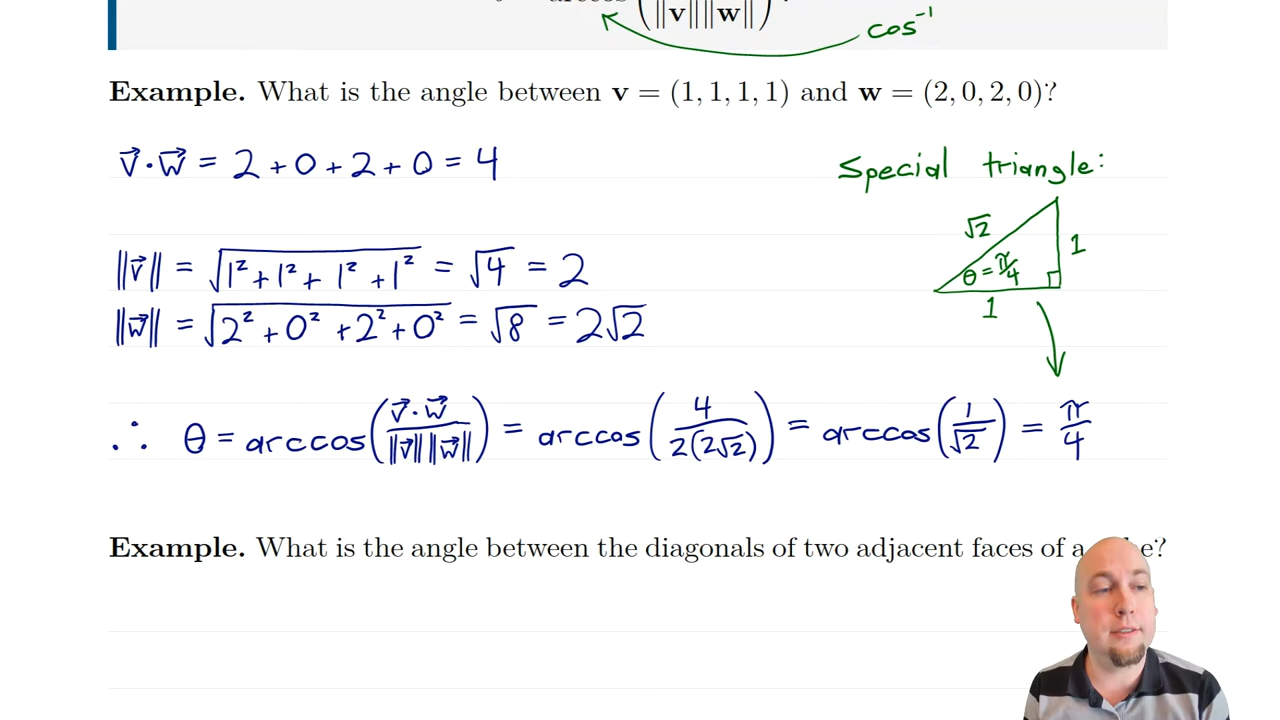 (‖v‖‖w‖) .
cos⁻¹
Example. What is the angle between v = (1, 1, 1, 1) and w = (2, 0, 2, 0)?
v⃗·w⃗ = 2 + 0 + 2 + 0 = 4
Special triangle:
√2
1
θ = π/4
1
‖v⃗‖ = √(1² + 1² + 1² + 1²) = √4 = 2
‖w⃗‖ = √(2² + 0² + 2² + 0²) = √8 = 2√2
∴ θ = arccos(v⃗·w⃗ / ‖v⃗‖‖w⃗‖) = arccos(4 / 2(2√2)) = arccos(1/√2) = π/4
Example. What is the angle between the diagonals of two adjacent faces of a